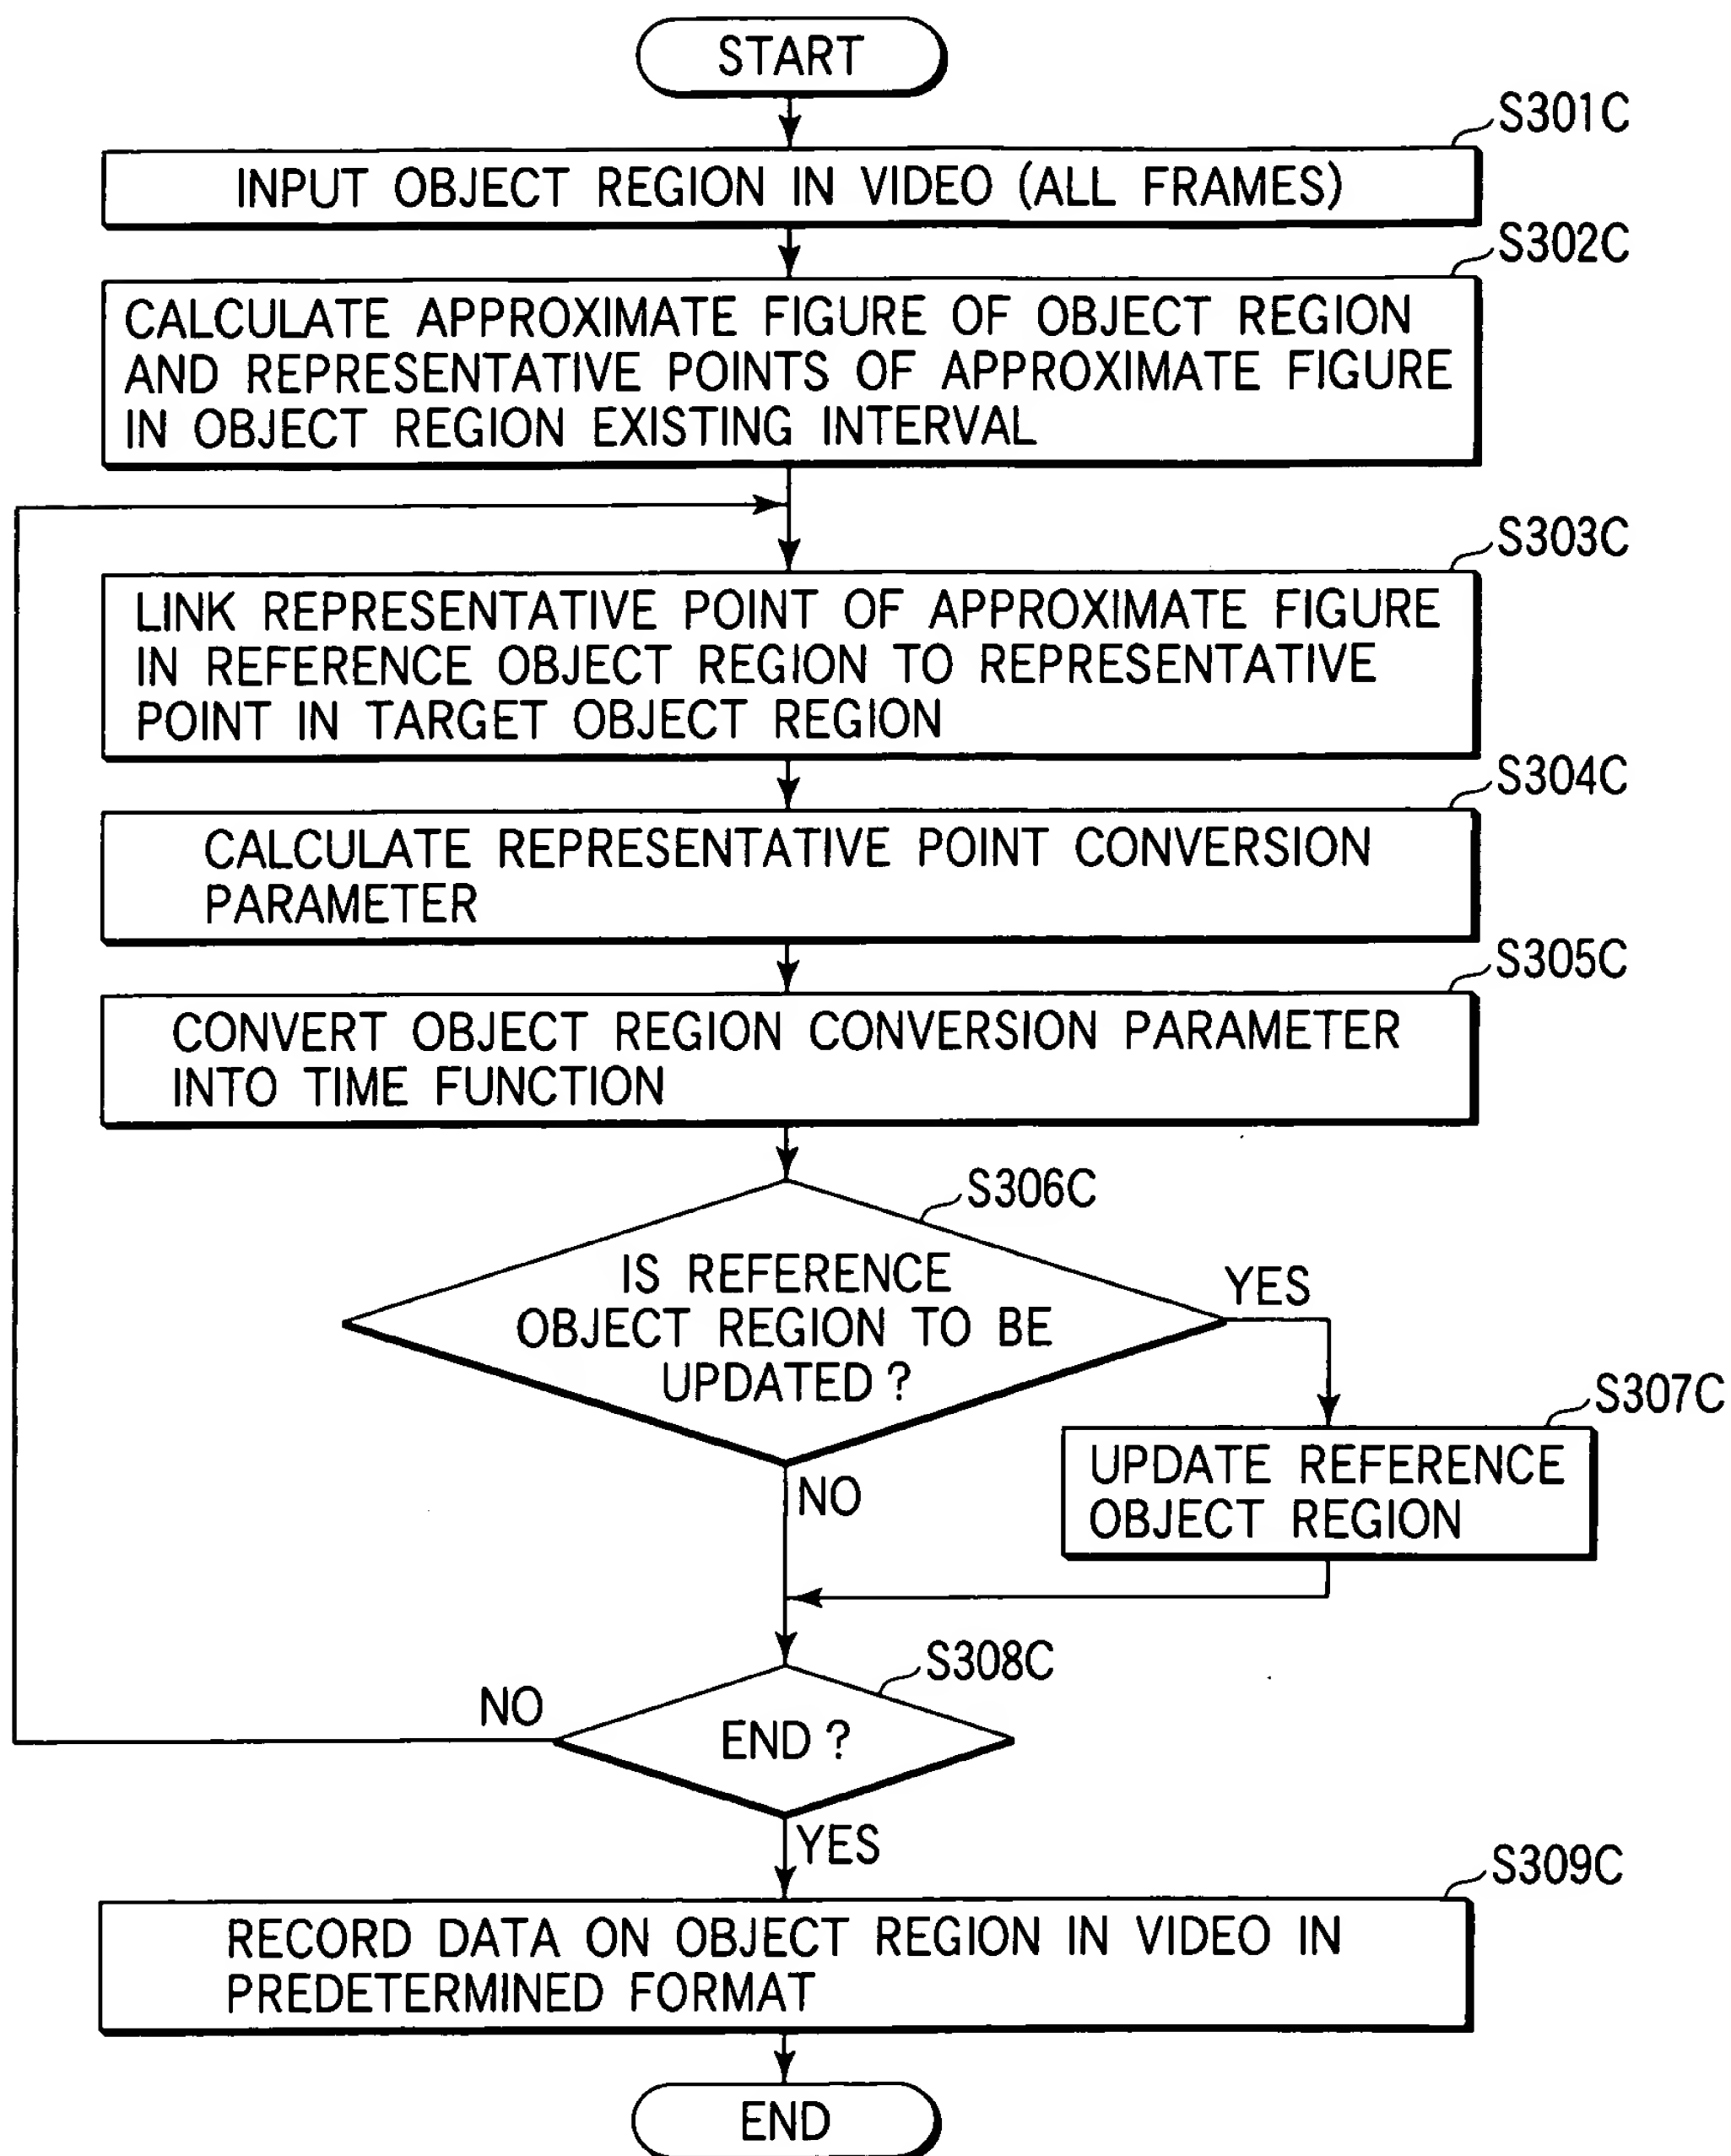 START
S301C
INPUT OBJECT REGION IN VIDEO (ALL FRAMES)
S302C
CALCULATE APPROXIMATE FIGURE OF OBJECT REGION
AND REPRESENTATIVE POINTS OF APPROXIMATE FIGURE
IN OBJECT REGION EXISTING INTERVAL
S303C
LINK REPRESENTATIVE POINT OF APPROXIMATE FIGURE
IN REFERENCE OBJECT REGION TO REPRESENTATIVE
POINT IN TARGET OBJECT REGION
S304C
CALCULATE REPRESENTATIVE POINT CONVERSION
PARAMETER
S305C
CONVERT OBJECT REGION CONVERSION PARAMETER
INTO TIME FUNCTION
S306C
IS REFERENCE
OBJECT REGION TO BE
UPDATED ?
YES
S307C
UPDATE REFERENCE
OBJECT REGION
NO
S308C
NO
END ?
YES
S309C
RECORD DATA ON OBJECT REGION IN VIDEO IN
PREDETERMINED FORMAT
END